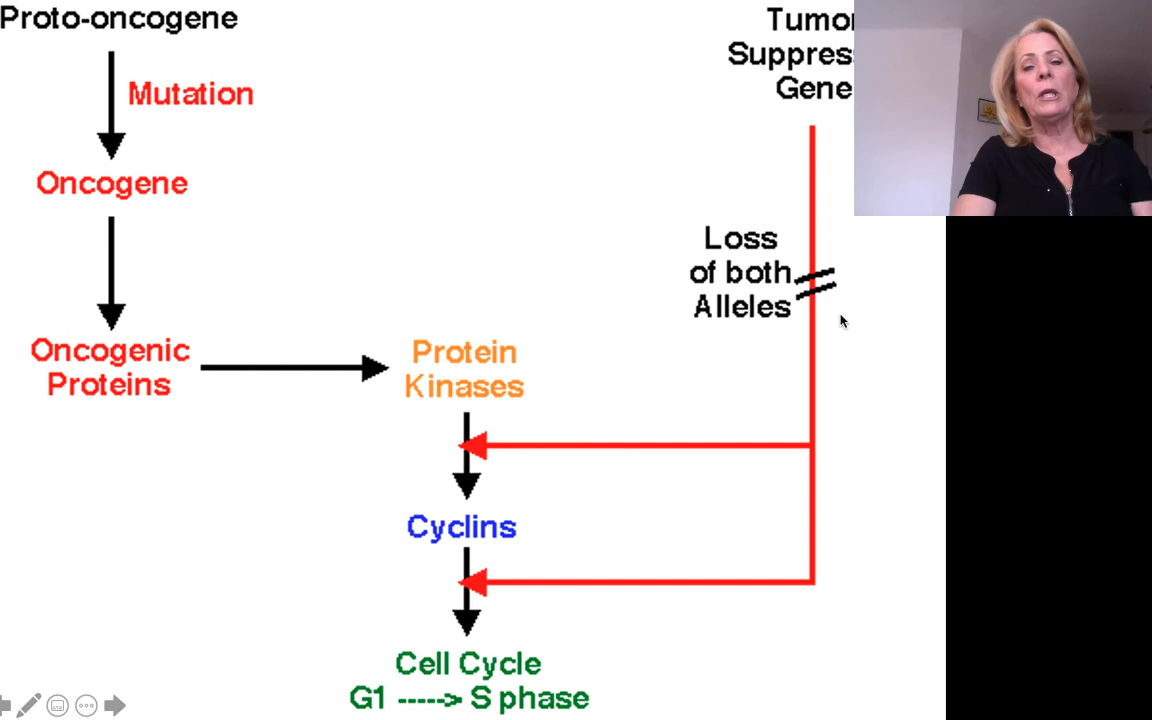 Proto-oncogene
Mutation
Oncogene
Oncogenic
Proteins
Protein
Kinases
Cyclins
Cell Cycle
G1 -----> S phase
Tumor
Suppres
Gene
Loss
of both
Alleles